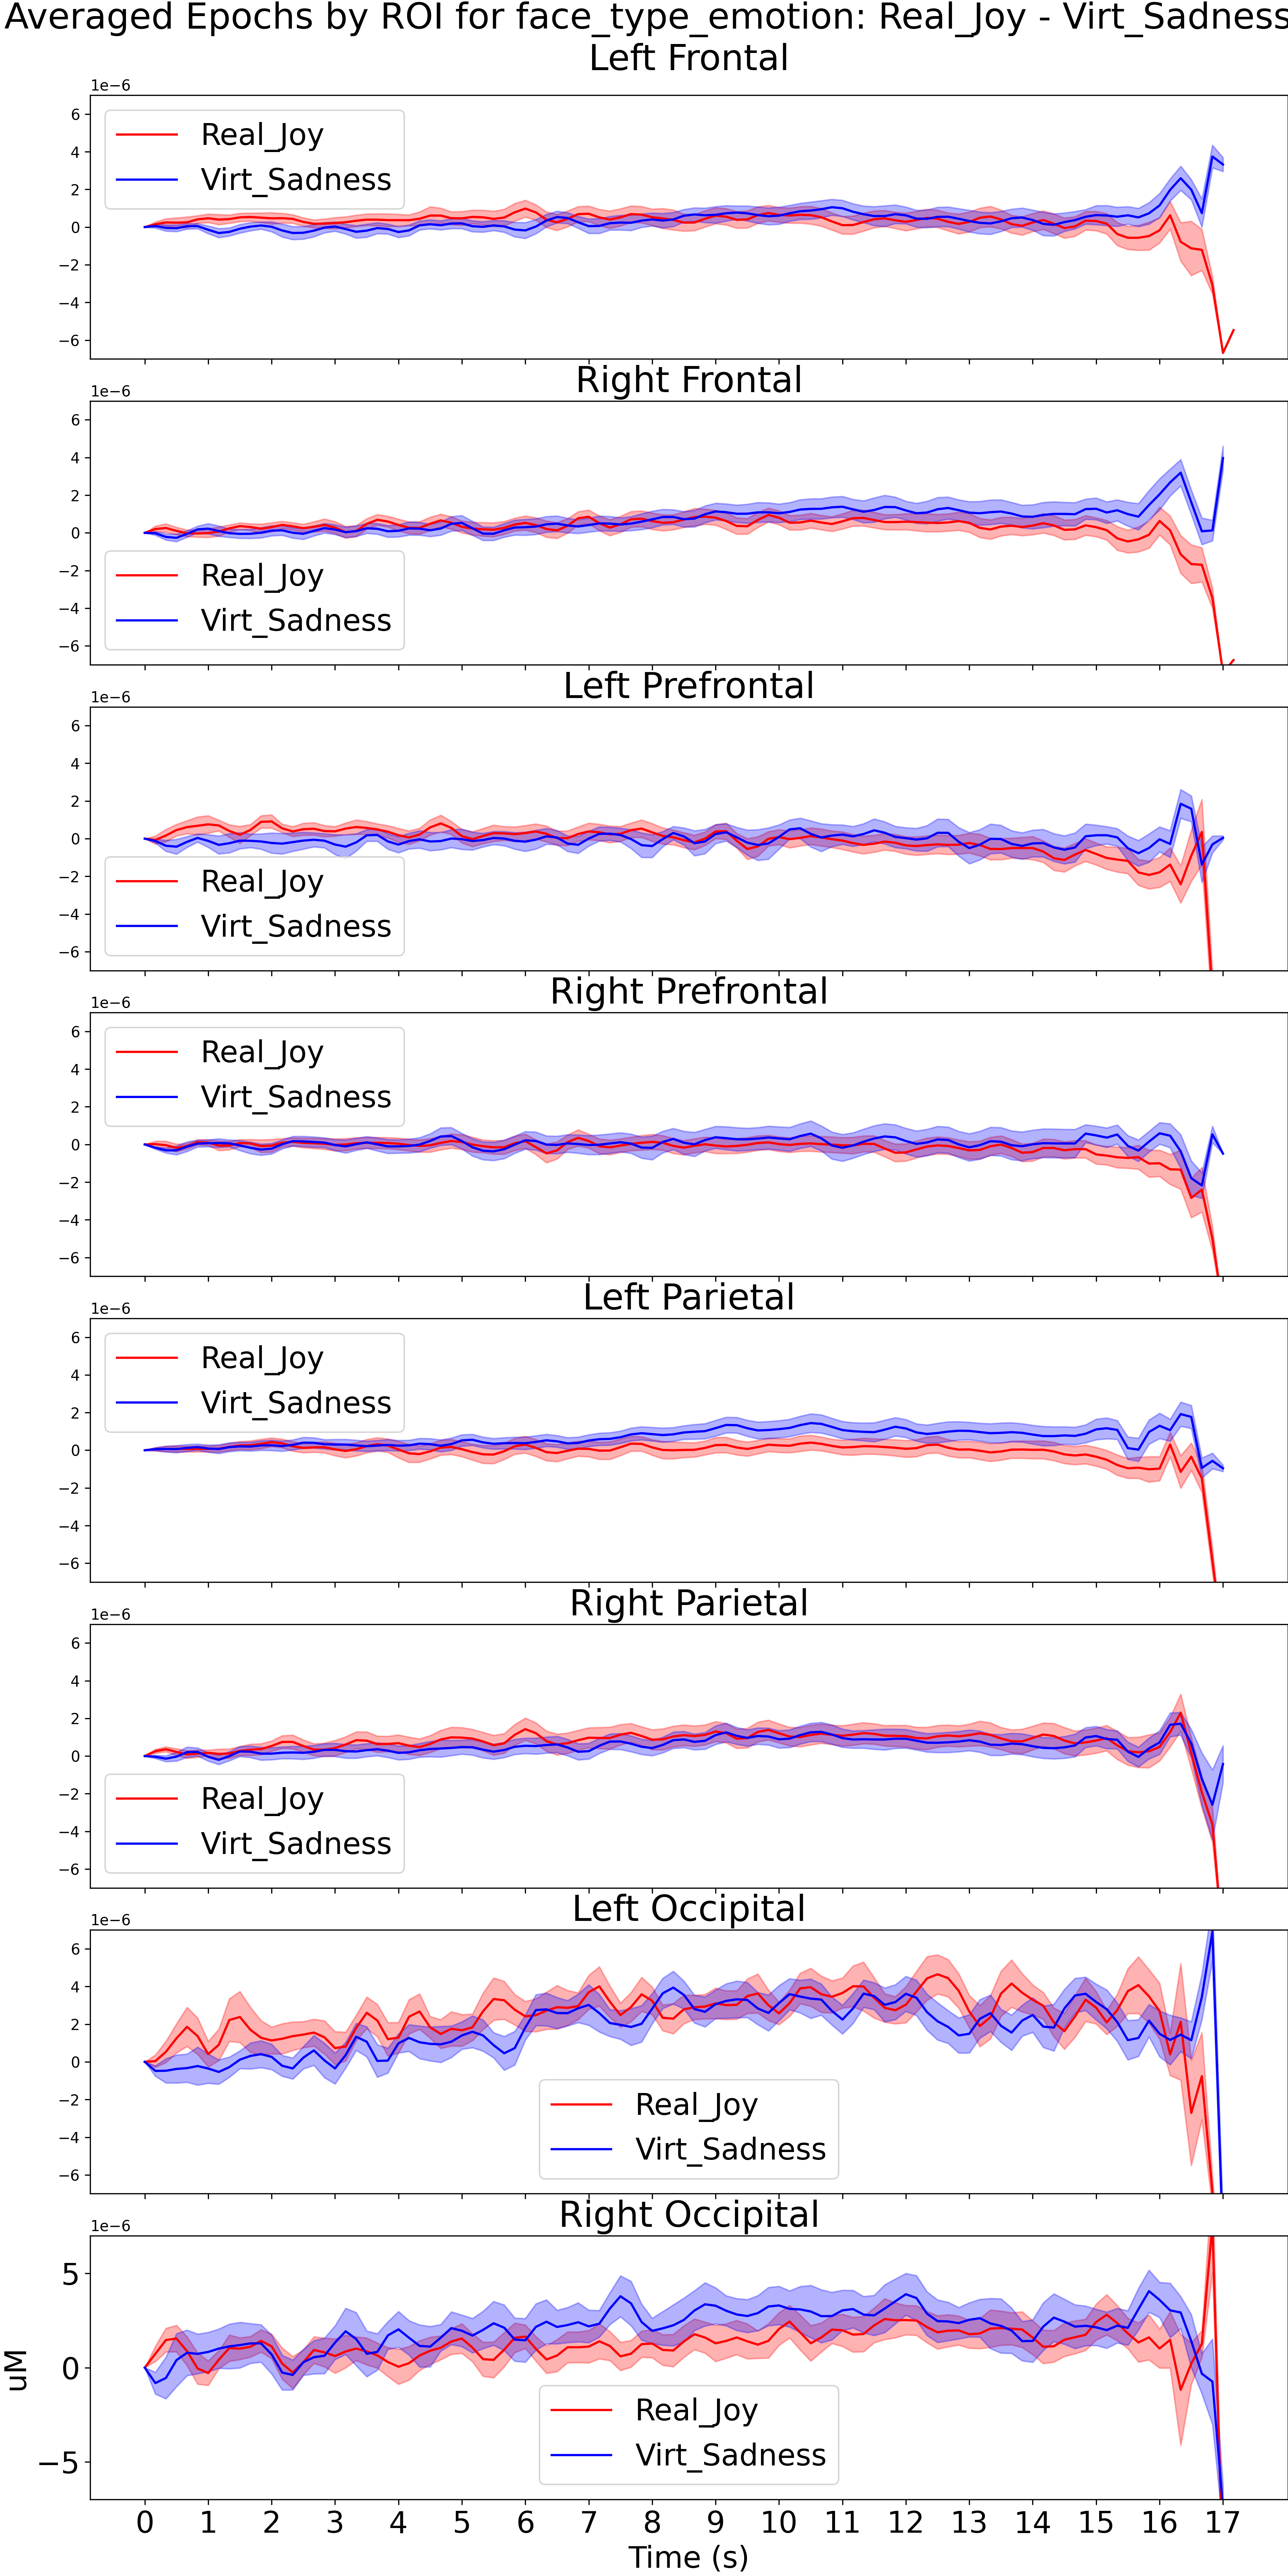 Averaged Epochs by ROI for face_type_emotion: Real_Joy - Virt_Sadness
Left Frontal
1e−6
6
4
2
0
−2
−4
−6
Real_Joy
Virt_Sadness
Right Frontal
1e−6
6
4
2
0
−2
−4
−6
Real_Joy
Virt_Sadness
Left Prefrontal
1e−6
6
4
2
0
−2
−4
−6
Real_Joy
Virt_Sadness
Right Prefrontal
1e−6
6
4
2
0
−2
−4
−6
Real_Joy
Virt_Sadness
Left Parietal
1e−6
6
4
2
0
−2
−4
−6
Real_Joy
Virt_Sadness
Right Parietal
1e−6
6
4
2
0
−2
−4
−6
Real_Joy
Virt_Sadness
Left Occipital
1e−6
6
4
2
0
−2
−4
−6
Real_Joy
Virt_Sadness
Right Occipital
1e−6
5
0
−5
uM
Real_Joy
Virt_Sadness
0 1 2 3 4 5 6 7 8 9 10 11 12 13 14 15 16 17
Time (s)